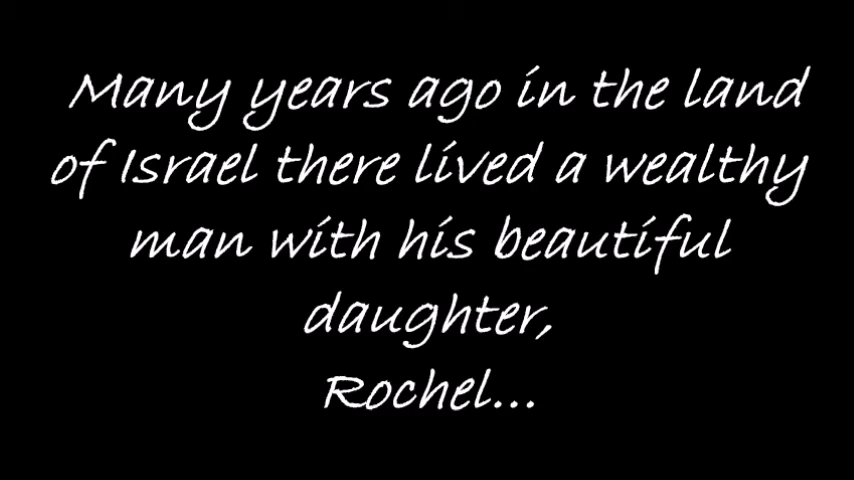 Many years ago in the land
of Israel there lived a wealthy
man with his beautiful
daughter,
Rochel...